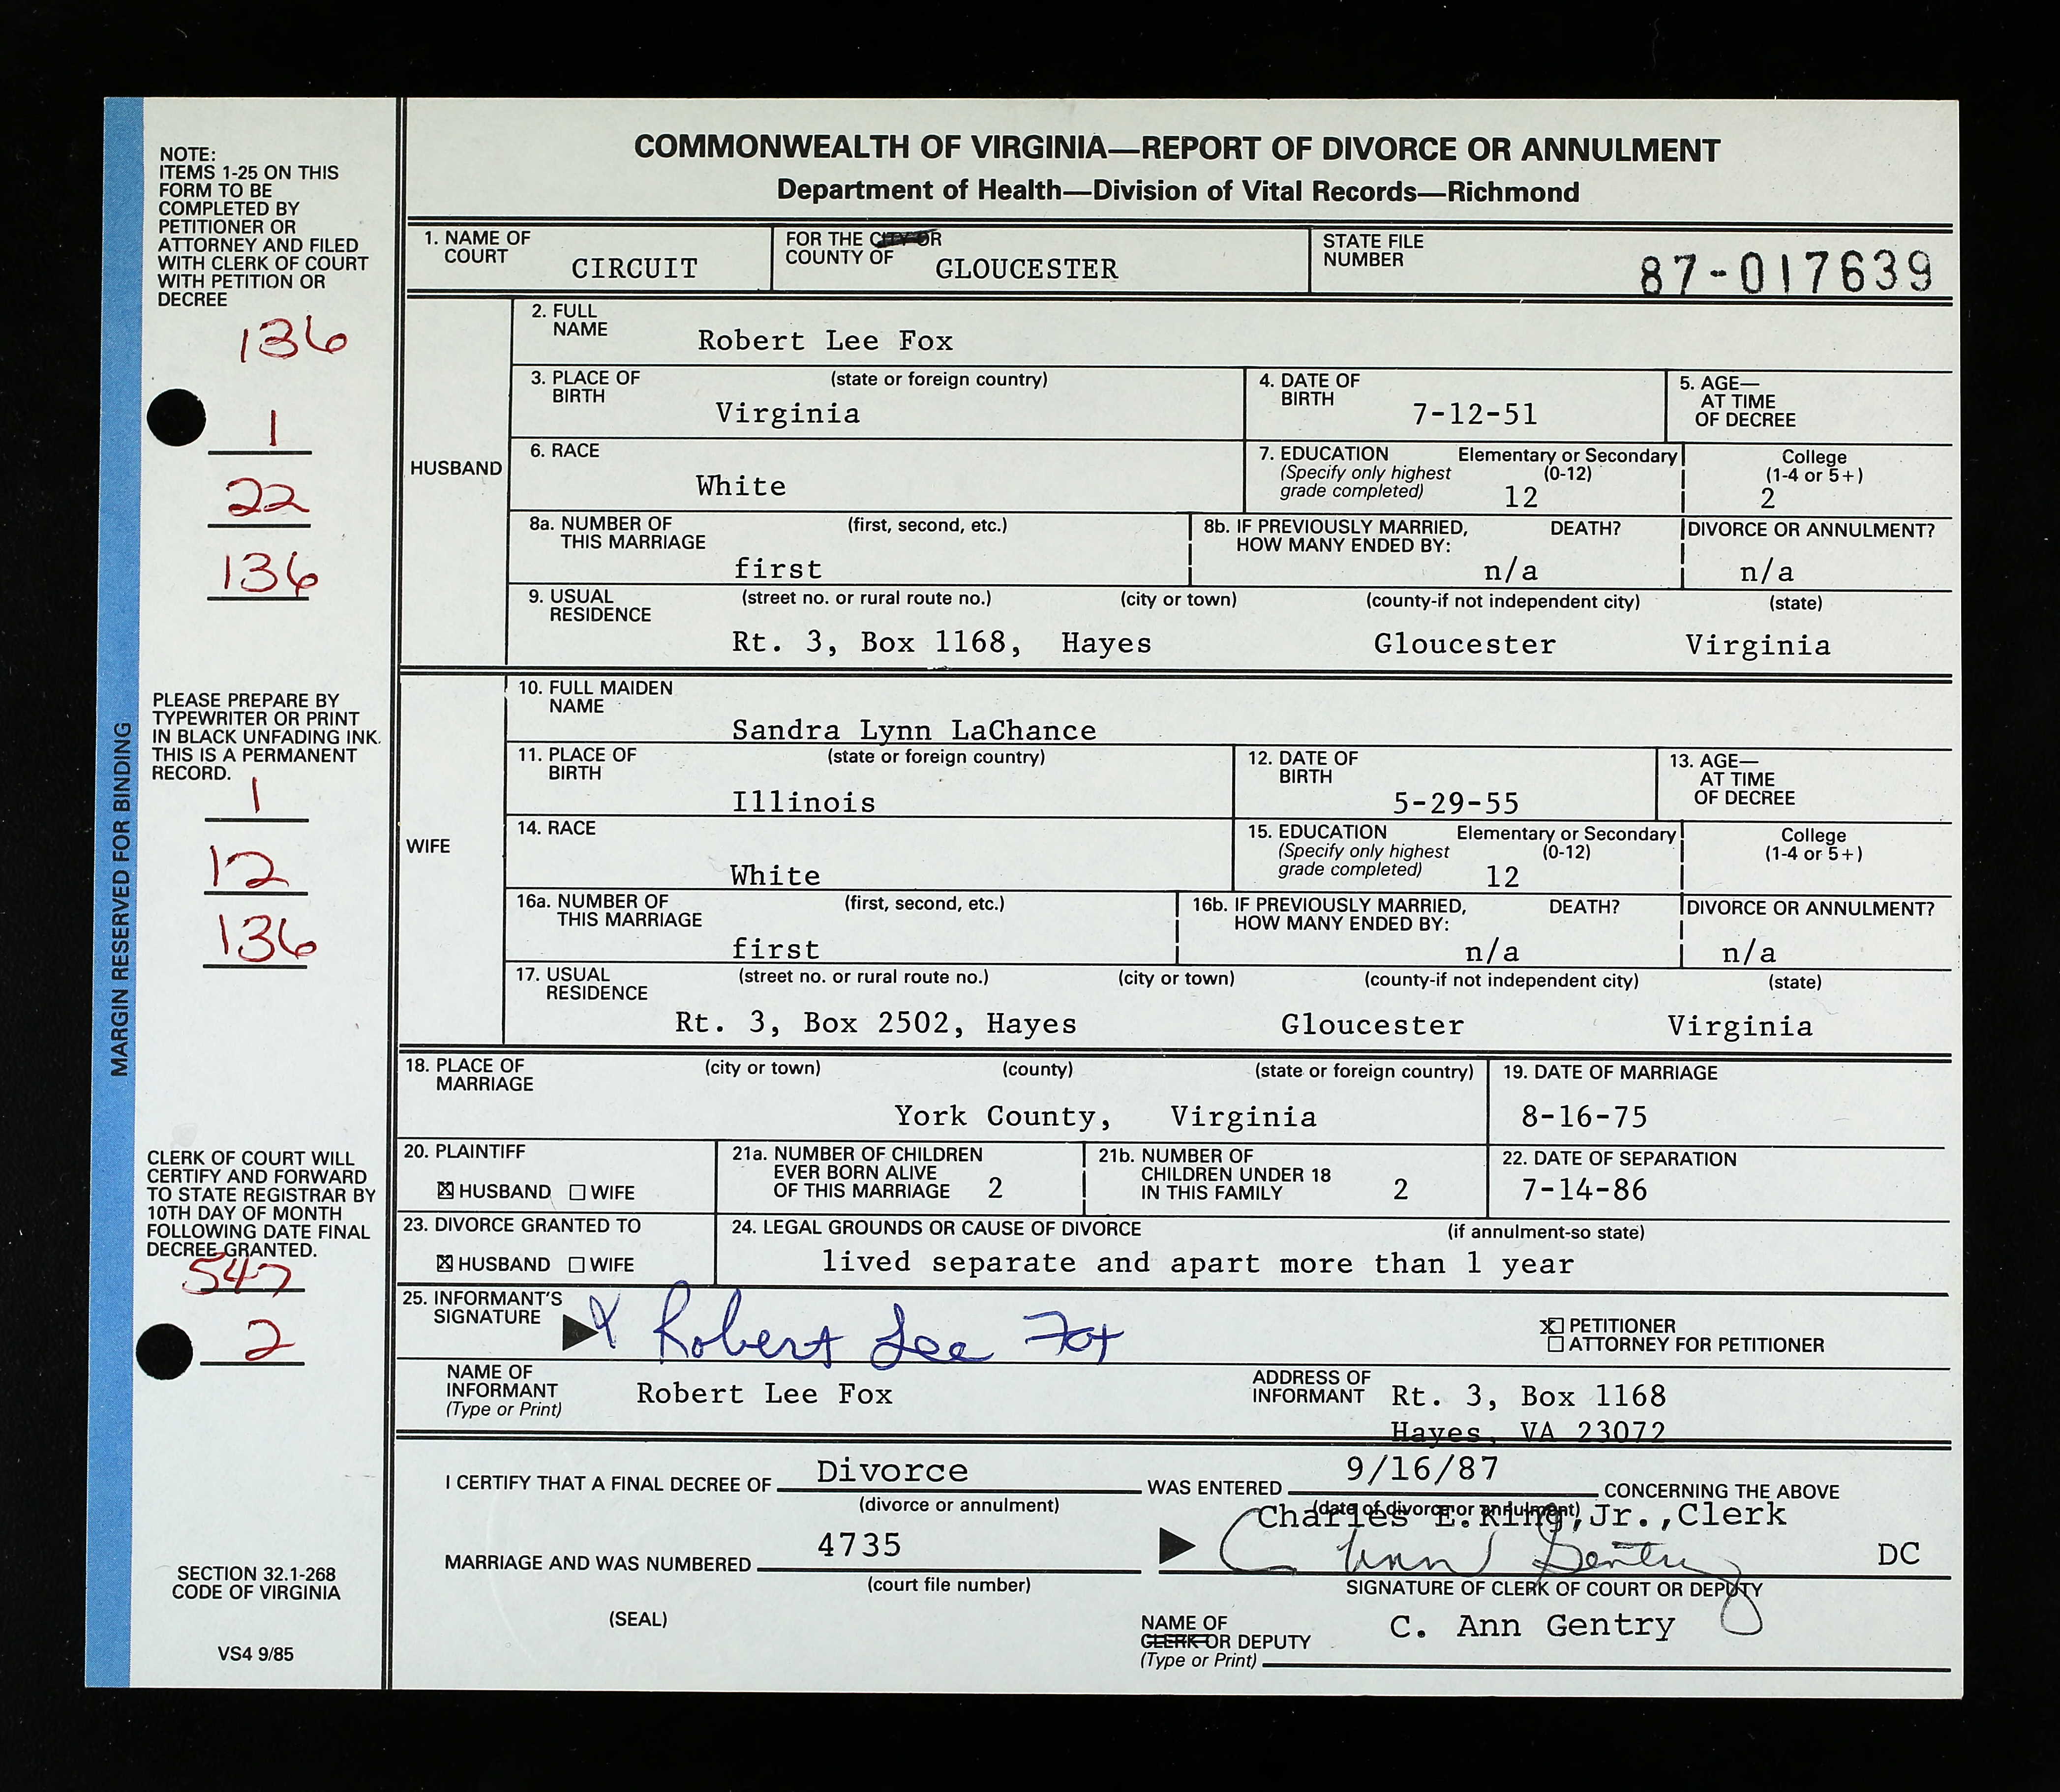 COMMONWEALTH OF VIRGINIA—REPORT OF DIVORCE OR ANNULMENT
Department of Health—Division of Vital Records—Richmond
NOTE:
ITEMS 1-25 ON THIS
FORM TO BE
COMPLETED BY
PETITIONER OR
ATTORNEY AND FILED
WITH CLERK OF COURT
WITH PETITION OR
DECREE
136
1
22
136
PLEASE PREPARE BY
TYPEWRITER OR PRINT
IN BLACK UNFADING INK.
THIS IS A PERMANENT
RECORD.
1
12
136
CLERK OF COURT WILL
CERTIFY AND FORWARD
TO STATE REGISTRAR BY
10TH DAY OF MONTH
FOLLOWING DATE FINAL
DECREE GRANTED.
547
2
SECTION 32.1-268
CODE OF VIRGINIA
VS4 9/85
MARGIN RESERVED FOR BINDING
1. NAME OF COURT CIRCUIT
FOR THE CITY OR COUNTY OF GLOUCESTER
STATE FILE NUMBER 87-017639
HUSBAND
2. FULL NAME Robert Lee Fox
3. PLACE OF BIRTH (state or foreign country) Virginia
4. DATE OF BIRTH 7-12-51
5. AGE— AT TIME OF DECREE
6. RACE White
7. EDUCATION (Specify only highest grade completed) Elementary or Secondary (0-12) 12 College (1-4 or 5+) 2
8a. NUMBER OF THIS MARRIAGE (first, second, etc.) first
8b. IF PREVIOUSLY MARRIED, HOW MANY ENDED BY: DEATH? n/a DIVORCE OR ANNULMENT? n/a
9. USUAL RESIDENCE (street no. or rural route no.) (city or town) (county-if not independent city) (state)
Rt. 3, Box 1168, Hayes Gloucester Virginia
WIFE
10. FULL MAIDEN NAME Sandra Lynn LaChance
11. PLACE OF BIRTH (state or foreign country) Illinois
12. DATE OF BIRTH 5-29-55
13. AGE— AT TIME OF DECREE
14. RACE White
15. EDUCATION (Specify only highest grade completed) Elementary or Secondary (0-12) 12 College (1-4 or 5+)
16a. NUMBER OF THIS MARRIAGE (first, second, etc.) first
16b. IF PREVIOUSLY MARRIED, HOW MANY ENDED BY: DEATH? n/a DIVORCE OR ANNULMENT? n/a
17. USUAL RESIDENCE (street no. or rural route no.) (city or town) (county-if not independent city) (state)
Rt. 3, Box 2502, Hayes Gloucester Virginia
18. PLACE OF MARRIAGE (city or town) (county) (state or foreign country)
York County, Virginia
19. DATE OF MARRIAGE 8-16-75
20. PLAINTIFF ☒ HUSBAND ☐ WIFE
21a. NUMBER OF CHILDREN EVER BORN ALIVE OF THIS MARRIAGE 2
21b. NUMBER OF CHILDREN UNDER 18 IN THIS FAMILY 2
22. DATE OF SEPARATION 7-14-86
23. DIVORCE GRANTED TO ☒ HUSBAND ☐ WIFE
24. LEGAL GROUNDS OR CAUSE OF DIVORCE (if annulment-so state)
lived separate and apart more than 1 year
25. INFORMANT'S SIGNATURE X Robert Lee Fox
☒ PETITIONER
☐ ATTORNEY FOR PETITIONER
NAME OF INFORMANT (Type or Print) Robert Lee Fox
ADDRESS OF INFORMANT Rt. 3, Box 1168
Hayes, VA 23072
I CERTIFY THAT A FINAL DECREE OF Divorce WAS ENTERED 9/16/87 CONCERNING THE ABOVE
(divorce or annulment) (date of divorce or annulment)
Charles E. King, Jr., Clerk
MARRIAGE AND WAS NUMBERED 4735 C Ann Gentry DC
(court file number) SIGNATURE OF CLERK OF COURT OR DEPUTY
(SEAL)
NAME OF CLERK OR DEPUTY (Type or Print) C. Ann Gentry